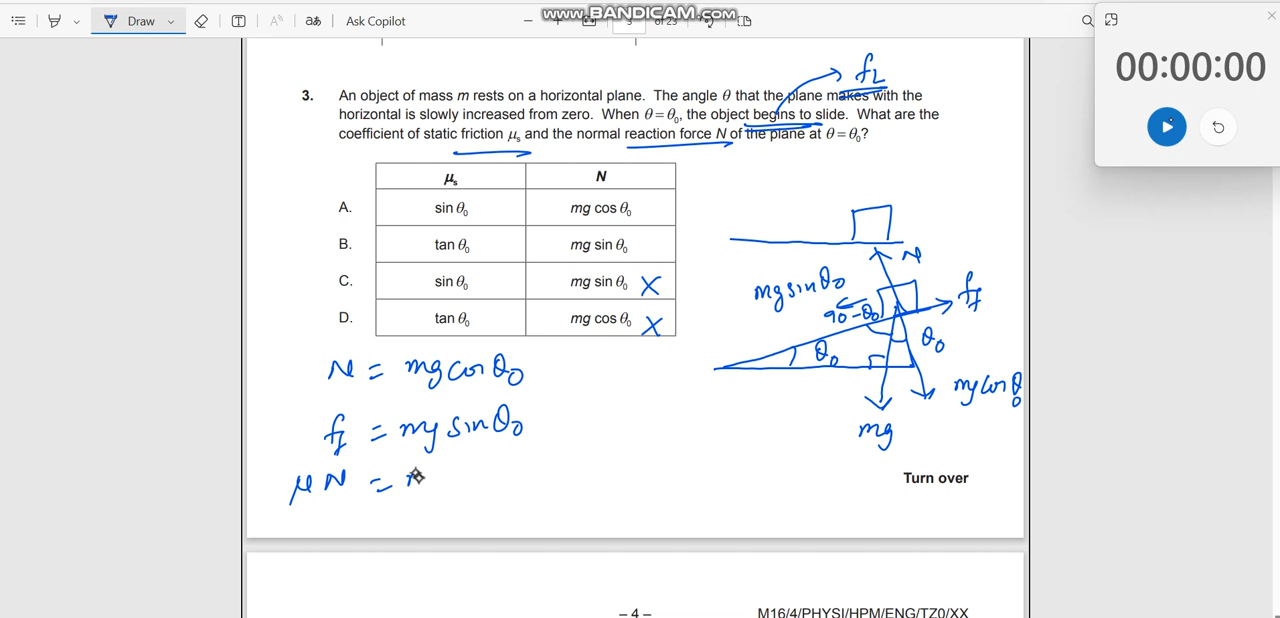 www.BANDICAM.com
Draw
Ask Copilot
of 23
00:00:00
3. An object of mass m rests on a horizontal plane. The angle θ that the plane makes with the
horizontal is slowly increased from zero. When θ = θ₀, the object begins to slide. What are the
coefficient of static friction μₛ and the normal reaction force N of the plane at θ = θ₀?
fL
μₛ N
A. sin θ₀ mg cos θ₀
B. tan θ₀ mg sin θ₀
C. sin θ₀ mg sin θ₀ X
D. tan θ₀ mg cos θ₀ X
N
mg sin θ₀
90-θ₀
θ₀
θ₀
mg cos θ₀
mg
N = mg cos θ₀
= mg sin θ₀
μ N =
Turn over
– 4 – M16/4/PHYSI/HPM/ENG/TZ0/XX